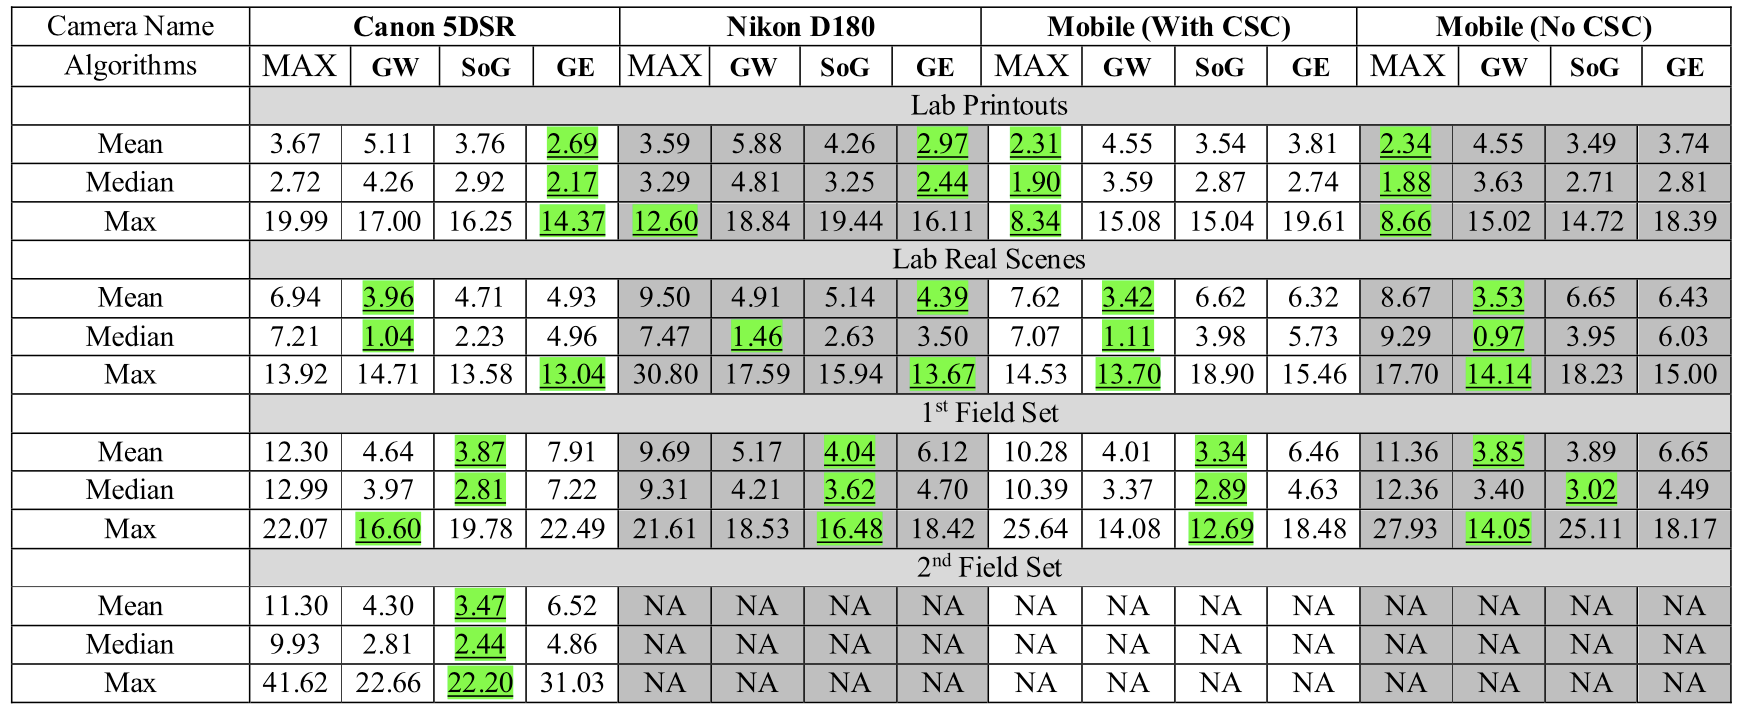 Camera Name Canon 5DSR Nikon D180 Mobile (With CSC) Mobile (No CSC)
Algorithms MAX GW SoG GE MAX GW SoG GE MAX GW SoG GE MAX GW SoG GE
Lab Printouts
Mean 3.67 5.11 3.76 2.69 3.59 5.88 4.26 2.97 2.31 4.55 3.54 3.81 2.34 4.55 3.49 3.74
Median 2.72 4.26 2.92 2.17 3.29 4.81 3.25 2.44 1.90 3.59 2.87 2.74 1.88 3.63 2.71 2.81
Max 19.99 17.00 16.25 14.37 12.60 18.84 19.44 16.11 8.34 15.08 15.04 19.61 8.66 15.02 14.72 18.39
Lab Real Scenes
Mean 6.94 3.96 4.71 4.93 9.50 4.91 5.14 4.39 7.62 3.42 6.62 6.32 8.67 3.53 6.65 6.43
Median 7.21 1.04 2.23 4.96 7.47 1.46 2.63 3.50 7.07 1.11 3.98 5.73 9.29 0.97 3.95 6.03
Max 13.92 14.71 13.58 13.04 30.80 17.59 15.94 13.67 14.53 13.70 18.90 15.46 17.70 14.14 18.23 15.00
1st Field Set
Mean 12.30 4.64 3.87 7.91 9.69 5.17 4.04 6.12 10.28 4.01 3.34 6.46 11.36 3.85 3.89 6.65
Median 12.99 3.97 2.81 7.22 9.31 4.21 3.62 4.70 10.39 3.37 2.89 4.63 12.36 3.40 3.02 4.49
Max 22.07 16.60 19.78 22.49 21.61 18.53 16.48 18.42 25.64 14.08 12.69 18.48 27.93 14.05 25.11 18.17
2nd Field Set
Mean 11.30 4.30 3.47 6.52 NA NA NA NA NA NA NA NA NA NA NA NA
Median 9.93 2.81 2.44 4.86 NA NA NA NA NA NA NA NA NA NA NA NA
Max 41.62 22.66 22.20 31.03 NA NA NA NA NA NA NA NA NA NA NA NA